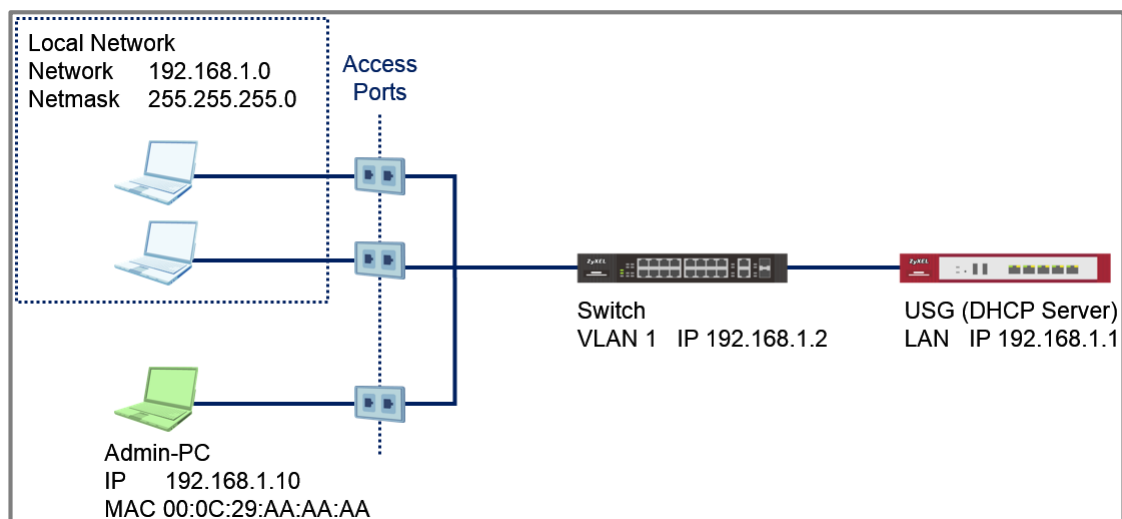 Local Network
Network 192.168.1.0
Netmask 255.255.255.0
Access
Ports
ZyXEL
ZyXEL
Switch
VLAN 1 IP 192.168.1.2
USG (DHCP Server)
LAN IP 192.168.1.1
Admin-PC
IP 192.168.1.10
MAC 00:0C:29:AA:AA:AA